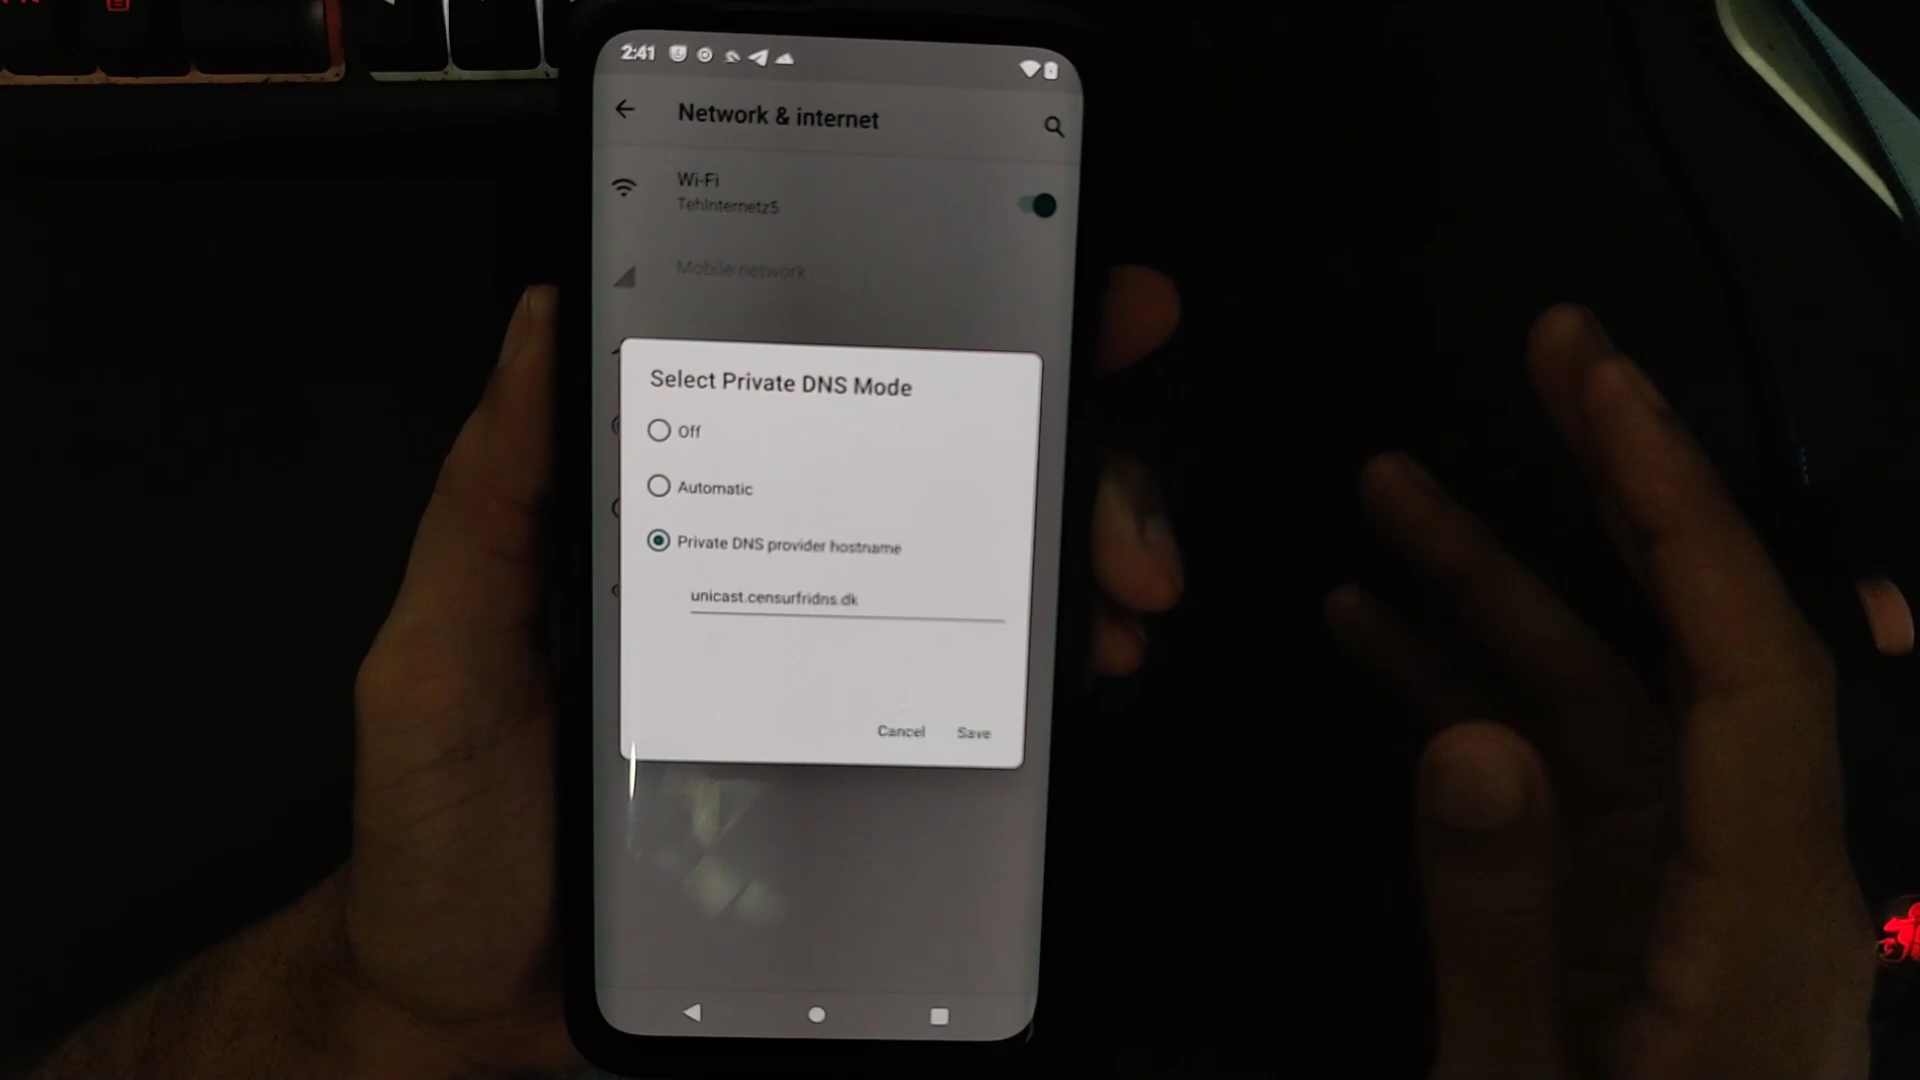 2:41
Network & internet
Wi-Fi
TehInternetz5
Mobile network
Select Private DNS Mode
Off
Automatic
Private DNS provider hostname
unicast.censurfridns.dk
Cancel
Save